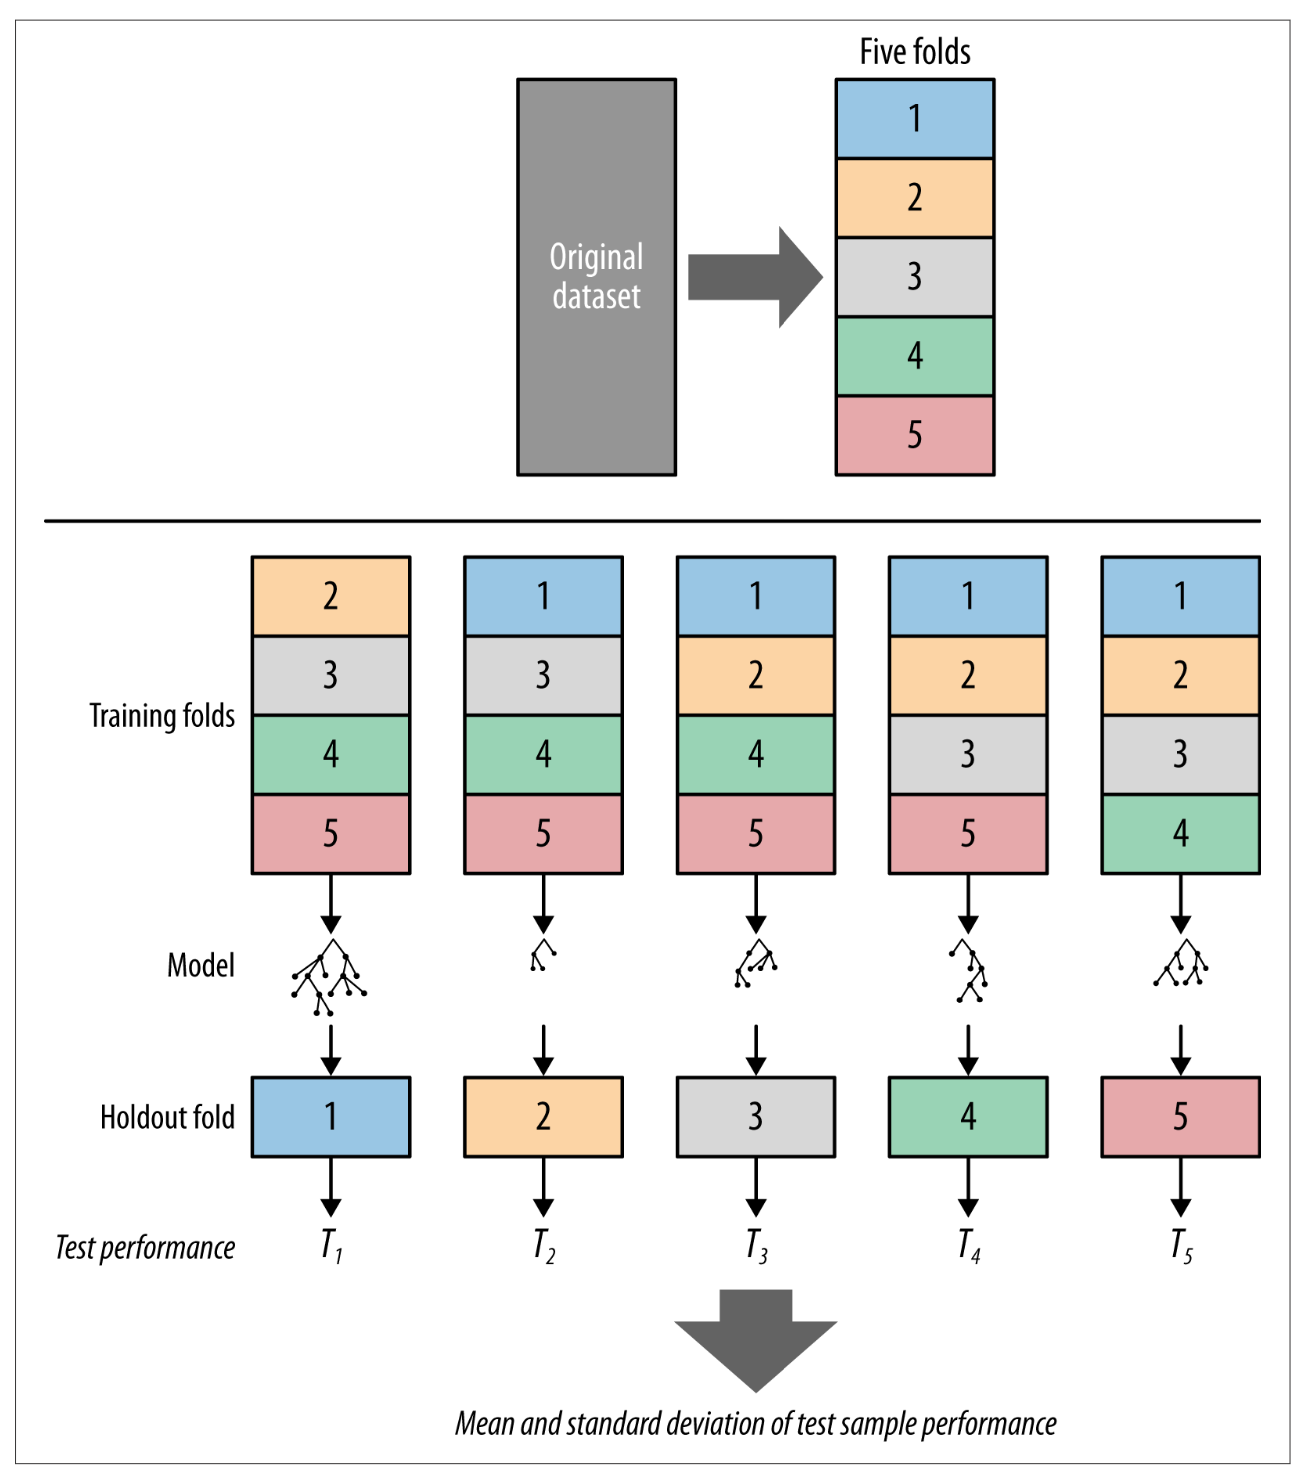 Five folds
1
2
3
4
5
Original
dataset
Training folds
2 1 1 1 1
3 3 2 2 2
4 4 4 3 3
5 5 5 5 4
Model
Holdout fold 1 2 3 4 5
Test performance T1 T2 T3 T4 T5
Mean and standard deviation of test sample performance